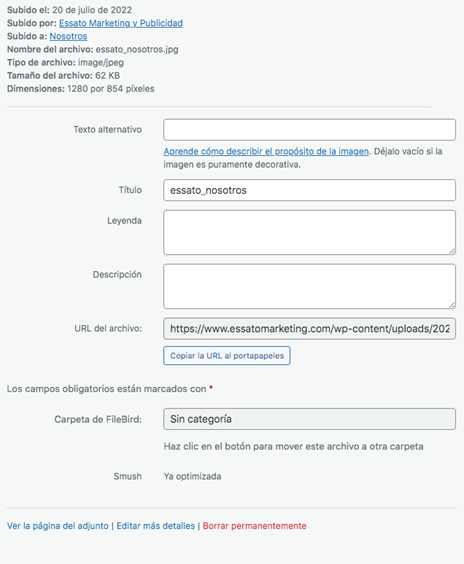 Subido el: 20 de julio de 2022
Subido por: Essato Marketing y Publicidad
Subido a: Nosotros
Nombre del archivo: essato_nosotros.jpg
Tipo de archivo: image/jpeg
Tamaño del archivo: 62 KB
Dimensiones: 1280 por 854 píxeles
Texto alternativo
Aprende cómo describir el propósito de la imagen. Déjalo vacío si la
imagen es puramente decorativa.
Título essato_nosotros
Leyenda
Descripción
URL del archivo: https://www.essatomarketing.com/wp-content/uploads/202
Copiar la URL al portapapeles
Los campos obligatorios están marcados con *
Carpeta de FileBird: Sin categoría
Haz clic en el botón para mover este archivo a otra carpeta
Smush Ya optimizada
Ver la página del adjunto | Editar más detalles | Borrar permanentemente